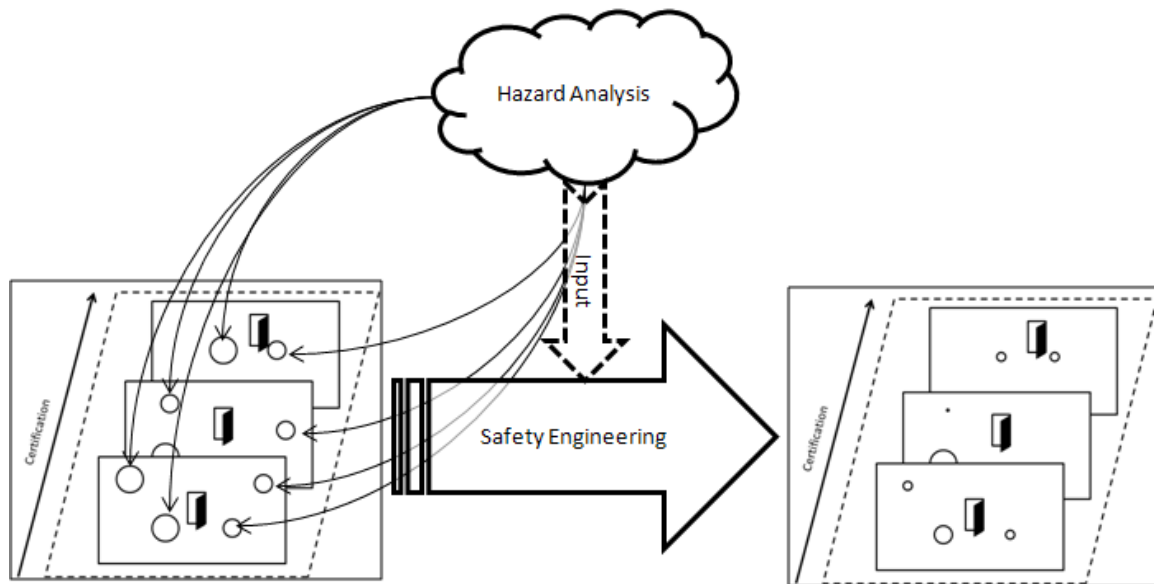 Hazard Analysis
Input
Certification
Safety Engineering
Certification